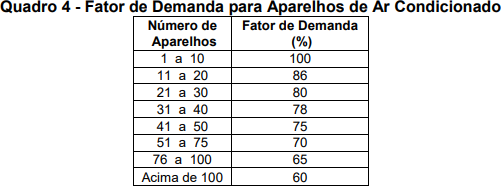 Quadro 4 - Fator de Demanda para Aparelhos de Ar Condicionado
Número de Aparelhos Fator de Demanda (%)
1 a 10 100
11 a 20 86
21 a 30 80
31 a 40 78
41 a 50 75
51 a 75 70
76 a 100 65
Acima de 100 60